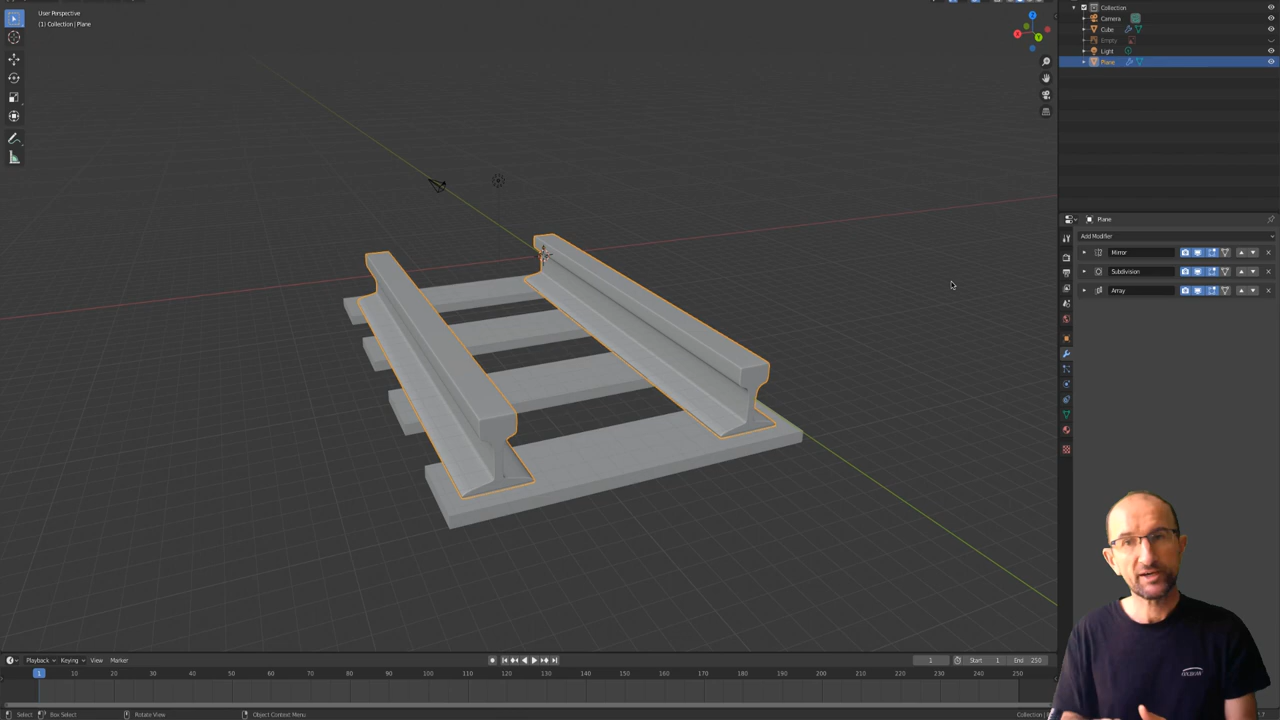 User Perspective
(1) Collection | Plane
Collection
Camera
Cube
Empty
Light
Plane
Plane
Add Modifier
Mirror
Subdivision
Array
Playback
Keying
View
Marker
1
Start 1
End 250
1 10 20 30 40 50 60 70 80 90 100 110 120 130 140 150 160 170 180 190 200 210 220 230 240 250
Select
Box Select
Rotate View
Object Context Menu
Collection |